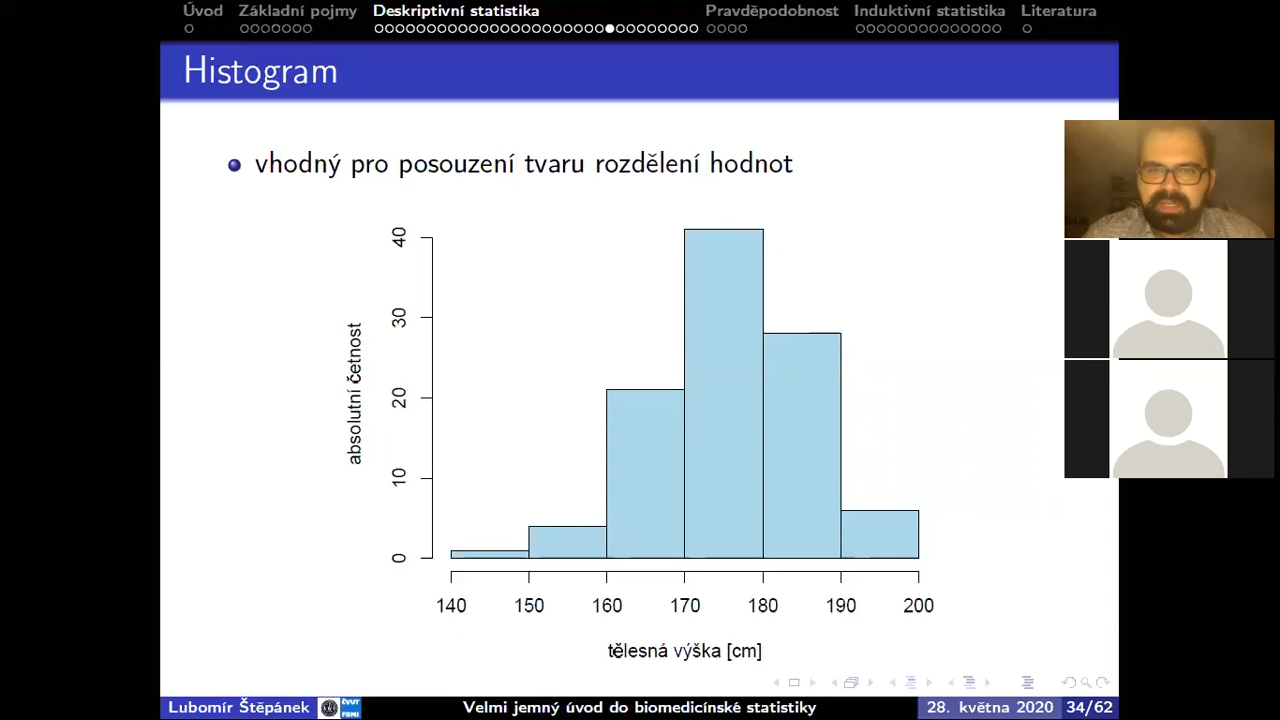 Úvod Základní pojmy Deskriptivní statistika Pravděpodobnost Induktivní statistika Literatura
Histogram
vhodný pro posouzení tvaru rozdělení hodnot
40
30
20
10
0
absolutní četnost
140 150 160 170 180 190 200
tělesná výška [cm]
Lubomír Štěpánek ČVUT FBMI Velmi jemný úvod do biomedicínské statistiky 28. května 2020 34/62